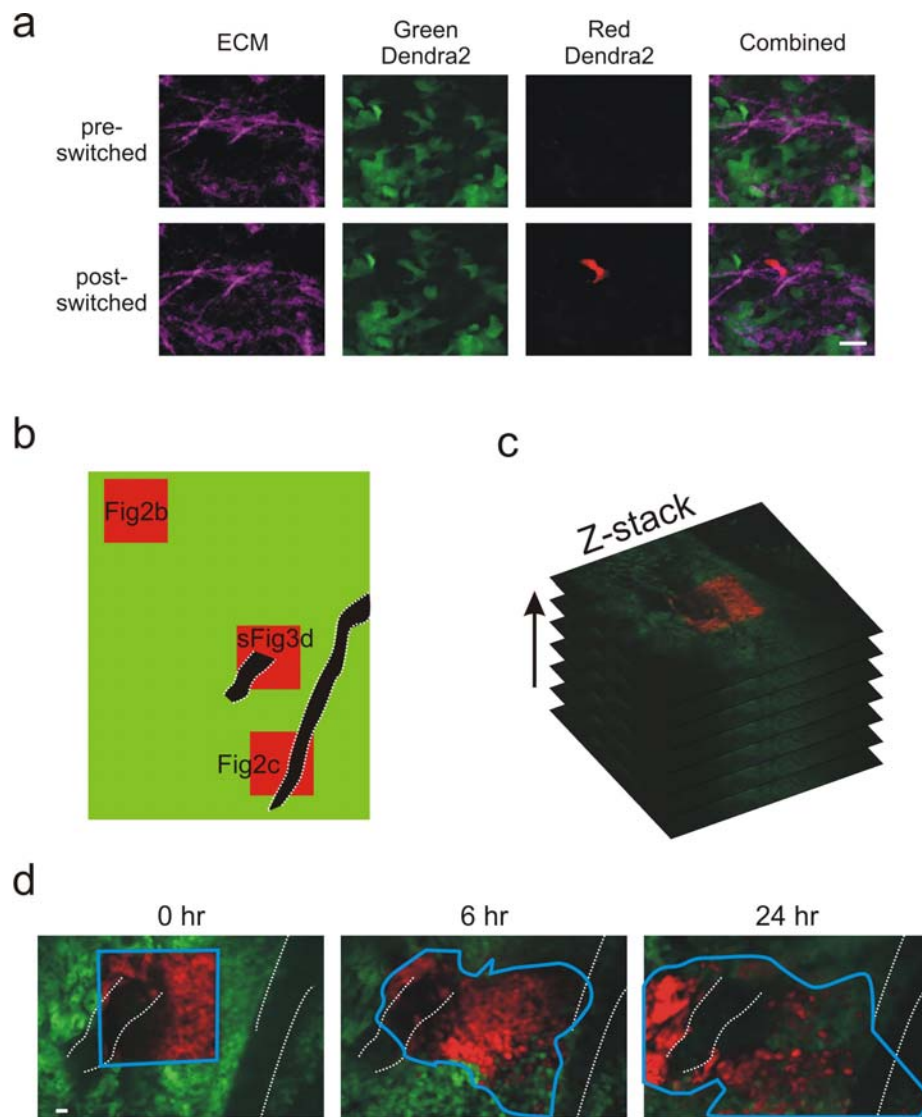 a
ECM
Green
Dendra2
Red
Dendra2
Combined
pre-
switched
post-
switched
b
Fig2b
sFig3d
Fig2c
c
Z-stack
d
0 hr
6 hr
24 hr